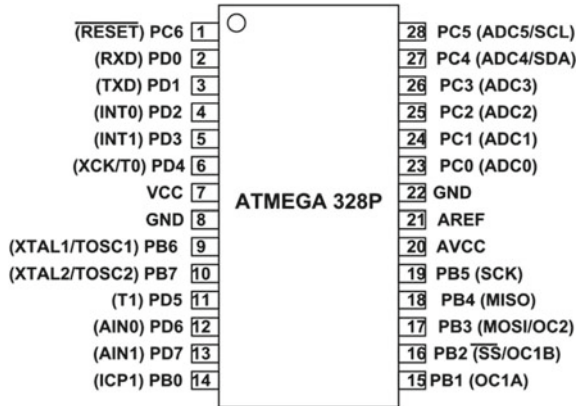 (RESET) PC6 1
(RXD) PD0 2
(TXD) PD1 3
(INT0) PD2 4
(INT1) PD3 5
(XCK/T0) PD4 6
VCC 7
GND 8
(XTAL1/TOSC1) PB6 9
(XTAL2/TOSC2) PB7 10
(T1) PD5 11
(AIN0) PD6 12
(AIN1) PD7 13
(ICP1) PB0 14
ATMEGA 328P
28 PC5 (ADC5/SCL)
27 PC4 (ADC4/SDA)
26 PC3 (ADC3)
25 PC2 (ADC2)
24 PC1 (ADC1)
23 PC0 (ADC0)
22 GND
21 AREF
20 AVCC
19 PB5 (SCK)
18 PB4 (MISO)
17 PB3 (MOSI/OC2)
16 PB2 (SS/OC1B)
15 PB1 (OC1A)